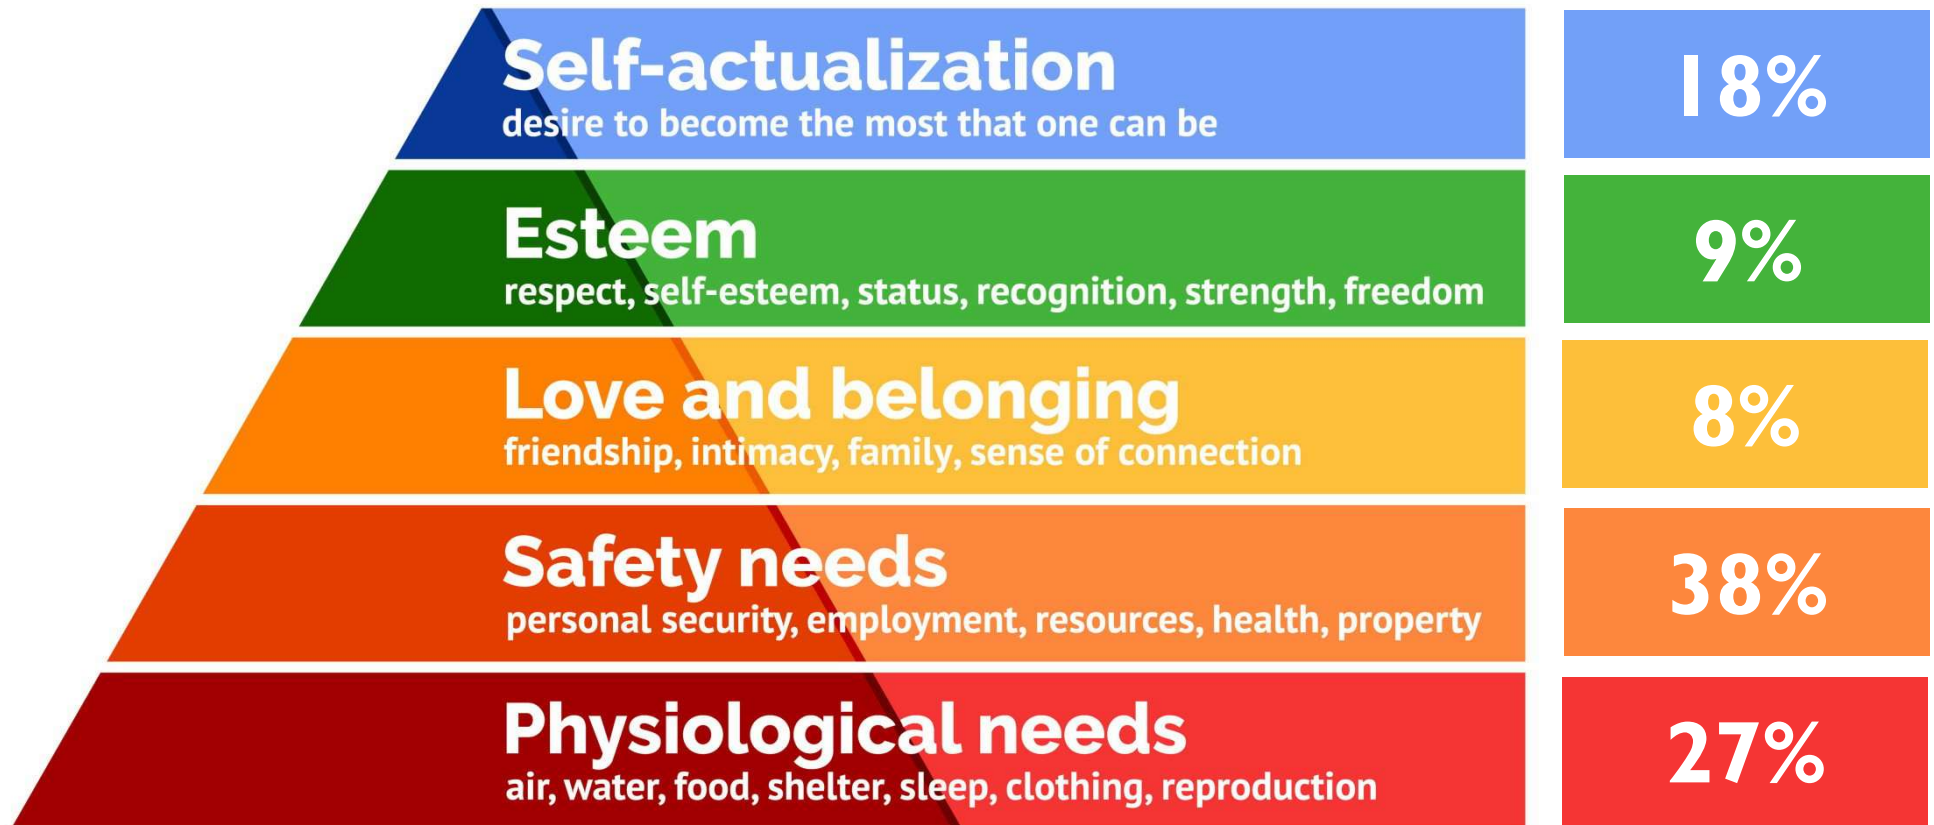 Self-actualization
desire to become the most that one can be
18%
Esteem
respect, self-esteem, status, recognition, strength, freedom
9%
Love and belonging
friendship, intimacy, family, sense of connection
8%
Safety needs
personal security, employment, resources, health, property
38%
Physiological needs
air, water, food, shelter, sleep, clothing, reproduction
27%